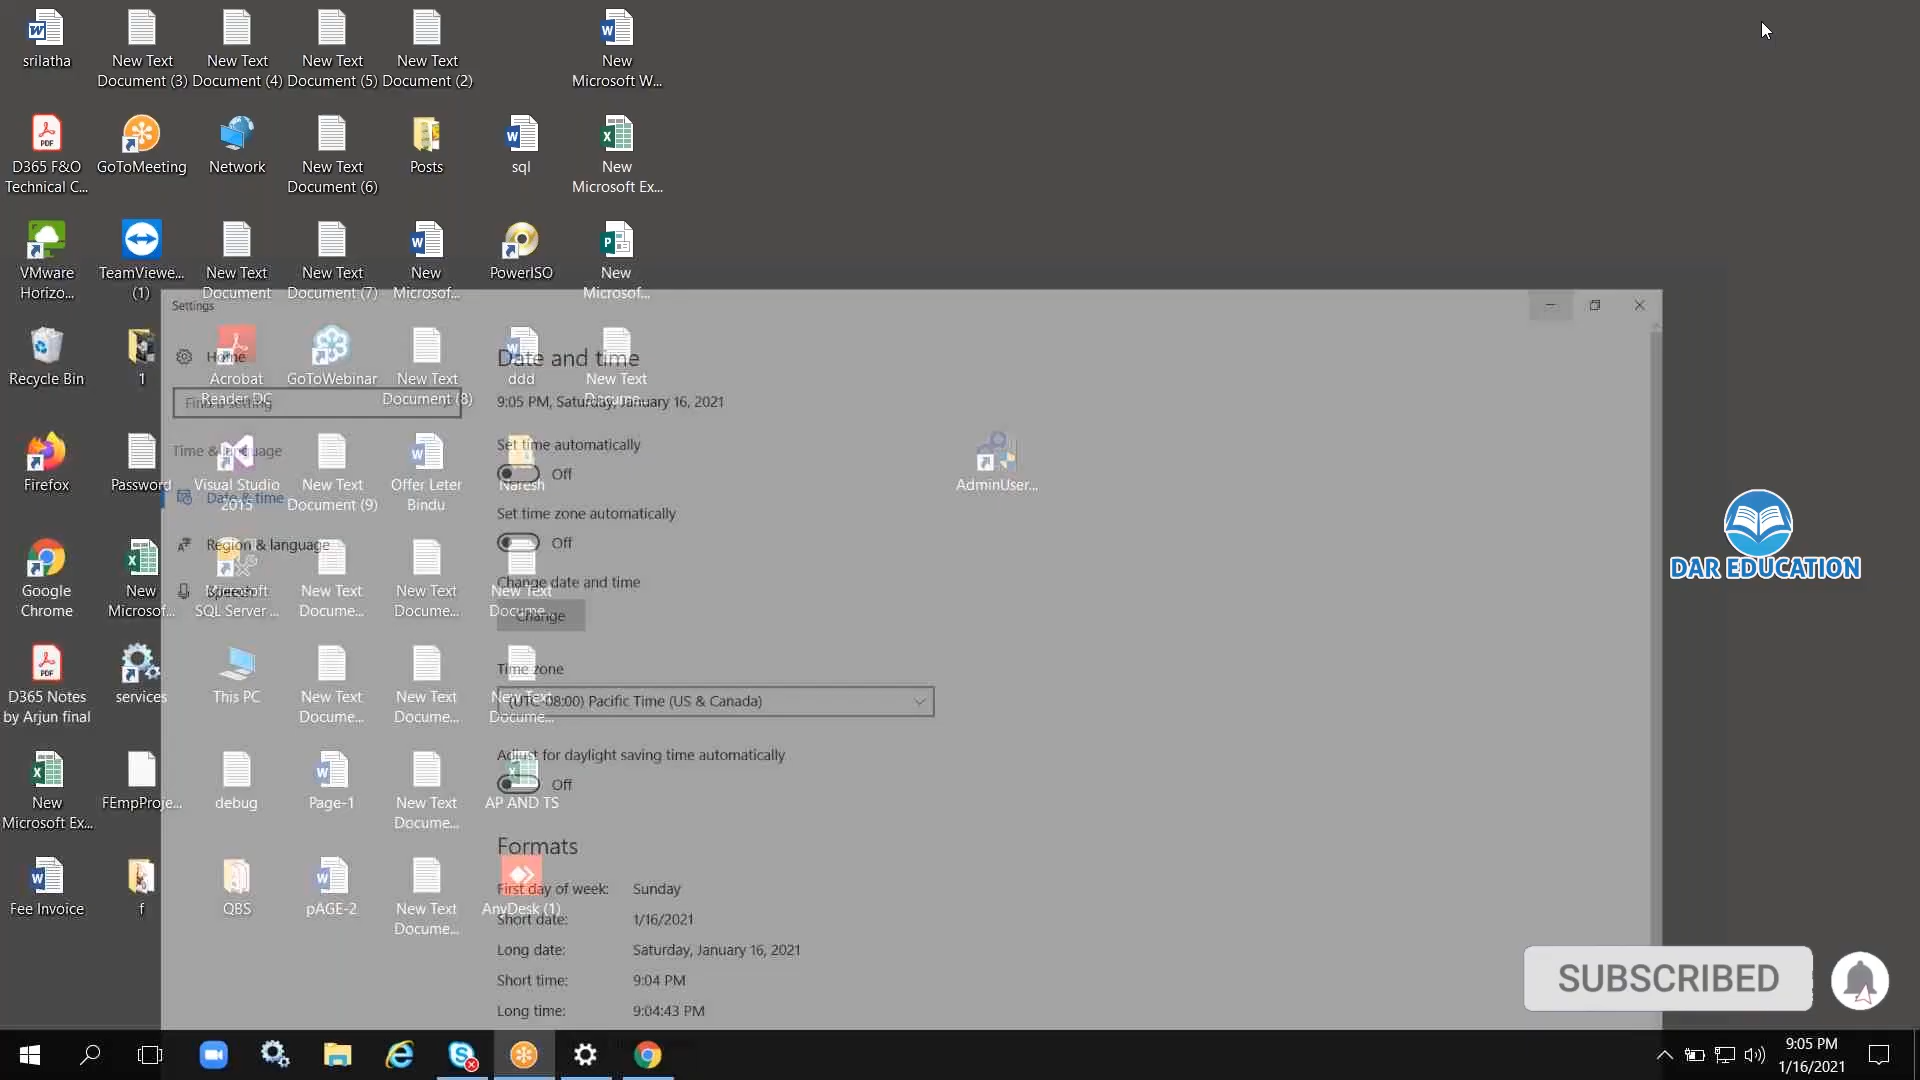 srilatha
New Text
Document (3)
New Text
Document (4)
New Text
Document (5)
New Text
Document (2)
New
Microsoft W...
D365 F&O
Technical C...
GoToMeeting
Network
New Text
Document (6)
Posts
sql
New
Microsoft Ex...
VMware
Horizo...
TeamViewe...
(1)
New Text
Document
New Text
Document (7)
New
Microsof...
PowerISO
New
Microsof...
Recycle Bin
1
Acrobat
Reader DC
GoToWebinar
New Text
Document (8)
ddd
New Text
Docume...
Firefox
Password
Visual Studio
2015
New Text
Document (9)
Offer Leter
Bindu
Naresh
AdminUser...
Google
Chrome
New
Microsof...
Microsoft
SQL Server ...
New Text
Docume...
New Text
Docume...
New Text
Docume...
D365 Notes
by Arjun final
services
This PC
New Text
Docume...
New Text
Docume...
New Text
Docume...
New
Microsoft Ex...
FEmpProje...
debug
Page-1
New Text
Docume...
AP AND TS
Fee Invoice
f
QBS
pAGE-2
New Text
Docume...
AnyDesk (1)
Settings
Home
Find a setting
Time & language
Date & time
Region & language
Speech
Date and time
9:05 PM, Saturday, January 16, 2021
Set time automatically
Off
Set time zone automatically
Off
Change date and time
Change
Time zone
(UTC-08:00) Pacific Time (US & Canada)
Adjust for daylight saving time automatically
Off
Formats
First day of week: Sunday
Short date: 1/16/2021
Long date: Saturday, January 16, 2021
Short time: 9:04 PM
Long time: 9:04:43 PM
DAR EDUCATION
SUBSCRIBED
9:05 PM
1/16/2021